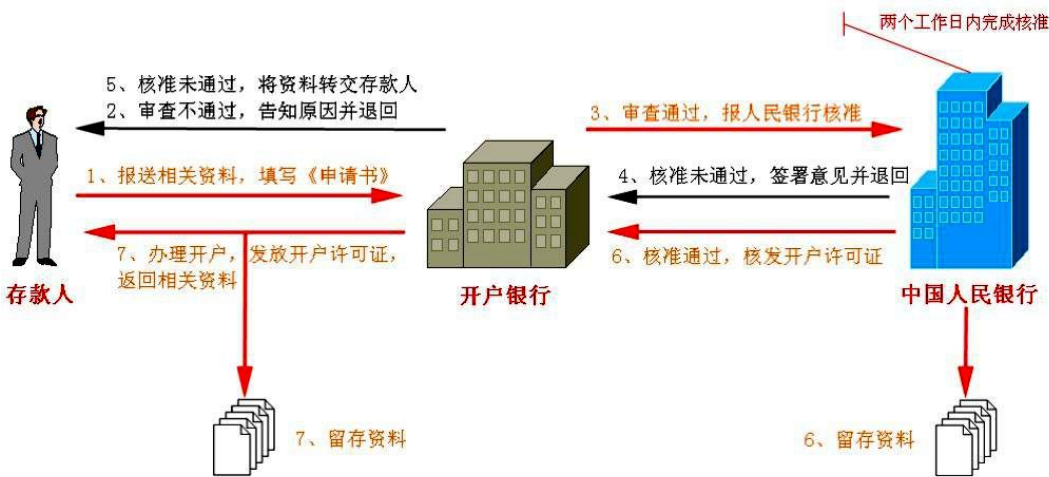 两个工作日内完成核准
5、核准未通过，将资料转交存款人
2、审查不通过，告知原因并退回
3、审查通过，报人民银行核准
1、报送相关资料，填写《申请书》
4、核准未通过，签署意见并退回
7、办理开户，发放开户许可证，
返回相关资料
6、核准通过，核发开户许可证
存款人
开户银行
中国人民银行
7、留存资料
6、留存资料